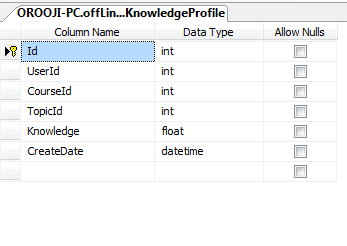 OROOJI-PC.offLin...KnowledgeProfile
Column Name Data Type Allow Nulls
Id int
UserId int
CourseId int
TopicId int
Knowledge float
CreateDate datetime